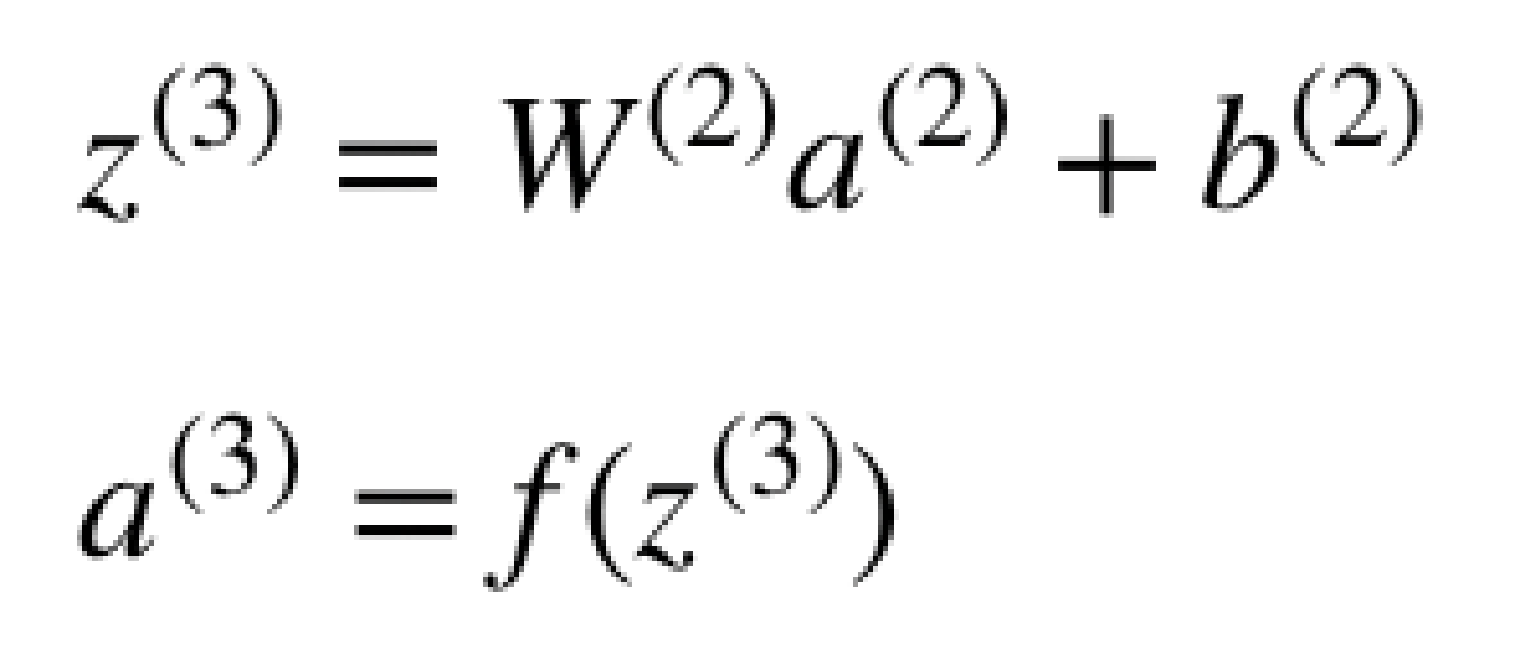 z^{(3)} = W^{(2)}a^{(2)} + b^{(2)}
a^{(3)} = f(z^{(3)})